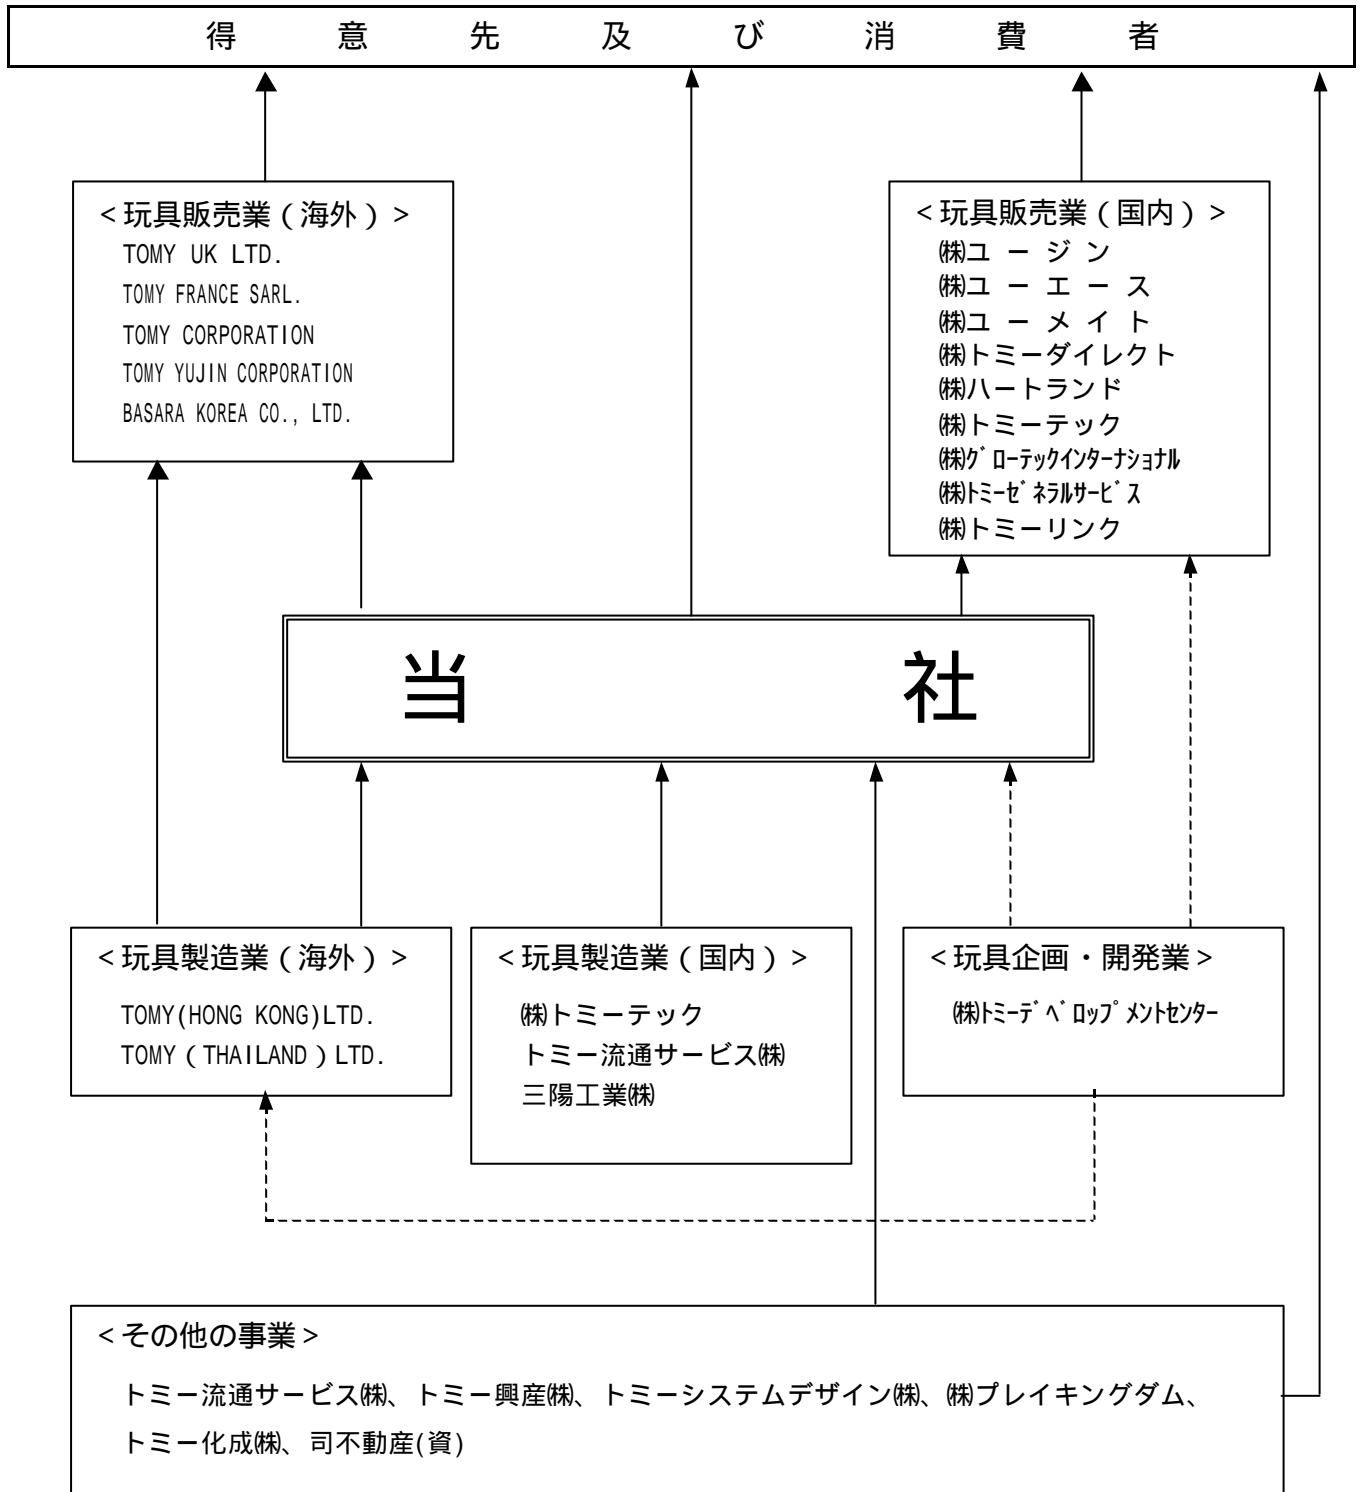 得意先及び消費者
＜玩具販売業（海外）＞
TOMY UK LTD.
TOMY FRANCE SARL.
TOMY CORPORATION
TOMY YUJIN CORPORATION
BASARA KOREA CO., LTD.
＜玩具販売業（国内）＞
㈱ユージン
㈱ユーエース
㈱ユーメイト
㈱トミーダイレクト
㈱ハートランド
㈱トミーテック
㈱ｸﾞﾛｰﾃｯｸｲﾝﾀｰﾅｼｮﾅﾙ
㈱ﾄﾐｰｾﾞﾈﾗﾙｻｰﾋﾞｽ
㈱トミーリンク
当社
＜玩具製造業（海外）＞
TOMY(HONG KONG)LTD.
TOMY（THAILAND）LTD.
＜玩具製造業（国内）＞
㈱トミーテック
トミー流通サービス㈱
三陽工業㈱
＜玩具企画・開発業＞
㈱ﾄﾐｰﾃﾞﾍﾞﾛｯﾌﾟﾒﾝﾄｾﾝﾀｰ
＜その他の事業＞
トミー流通サービス㈱、トミー興産㈱、トミーシステムデザイン㈱、㈱プレイキングダム、
トミー化成㈱、司不動産(資)